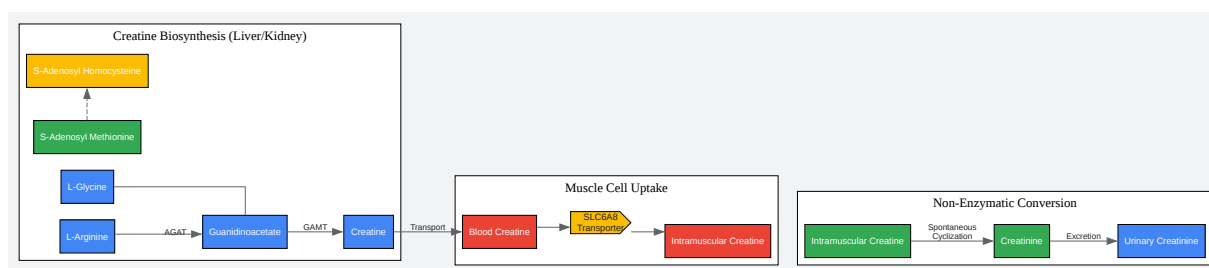 Creatine Biosynthesis (Liver/Kidney)
S-Adenosyl Homocysteine
S-Adenosyl Methionine
L-Glycine
L-Arginine
AGAT
Guanidinoacetate
GAMT
Creatine
Transport
Muscle Cell Uptake
Blood Creatine
SLC6A8
Transporter
Intramuscular Creatine
Non-Enzymatic Conversion
Intramuscular Creatine
Spontaneous
Cyclization
Creatinine
Excretion
Urinary Creatinine